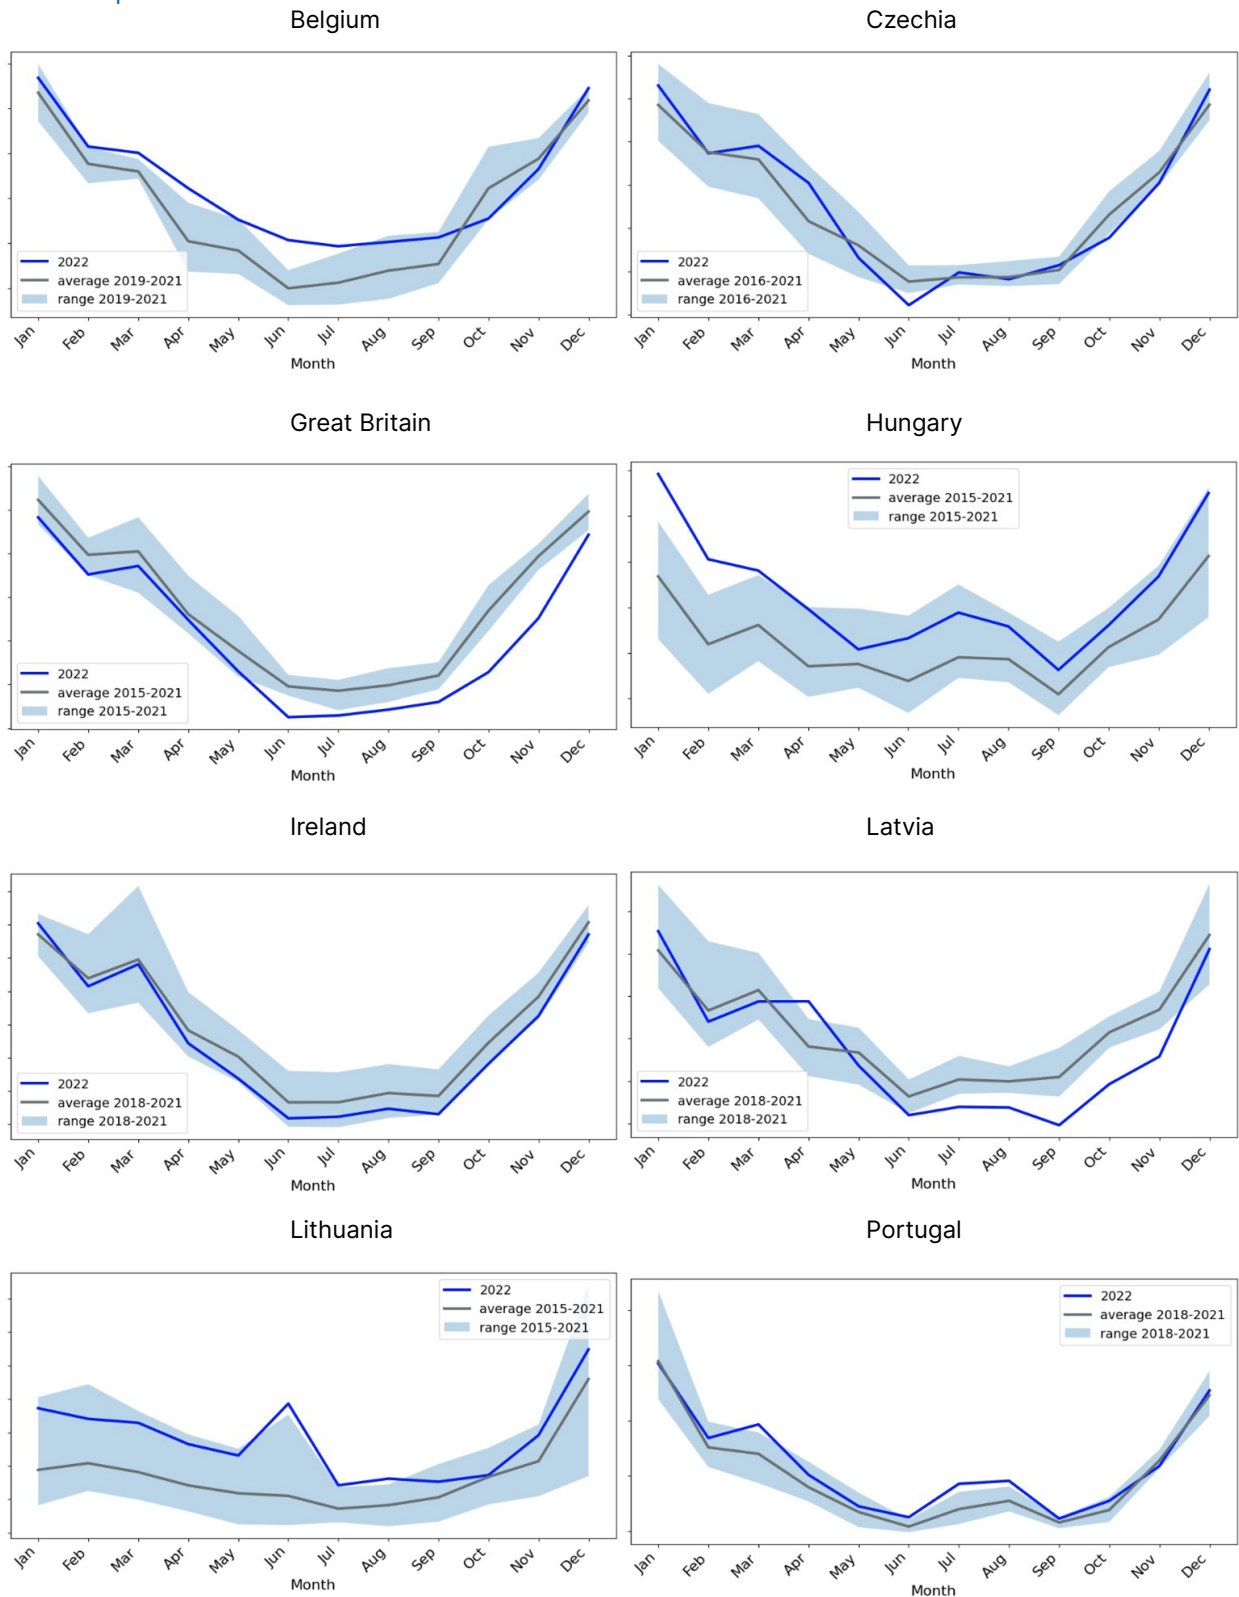 Belgium
Czechia
2022
average 2019-2021
range 2019-2021
Jan Feb Mar Apr May Jun Jul Aug Sep Oct Nov Dec
Month
2022
average 2016-2021
range 2016-2021
Jan Feb Mar Apr May Jun Jul Aug Sep Oct Nov Dec
Month
Great Britain
Hungary
2022
average 2015-2021
range 2015-2021
Jan Feb Mar Apr May Jun Jul Aug Sep Oct Nov Dec
Month
2022
average 2015-2021
range 2015-2021
Jan Feb Mar Apr May Jun Jul Aug Sep Oct Nov Dec
Month
Ireland
Latvia
2022
average 2018-2021
range 2018-2021
Jan Feb Mar Apr May Jun Jul Aug Sep Oct Nov Dec
Month
2022
average 2018-2021
range 2018-2021
Jan Feb Mar Apr May Jun Jul Aug Sep Oct Nov Dec
Month
Lithuania
Portugal
2022
average 2015-2021
range 2015-2021
Jan Feb Mar Apr May Jun Jul Aug Sep Oct Nov Dec
Month
2022
average 2018-2021
range 2018-2021
Jan Feb Mar Apr May Jun Jul Aug Sep Oct Nov Dec
Month